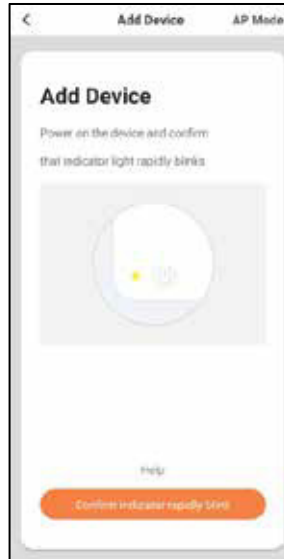 Add Device
AP Mode
Add Device
Power on the device and confirm
that indicator light rapidly blinks
Help
Confirm indicator rapidly blink